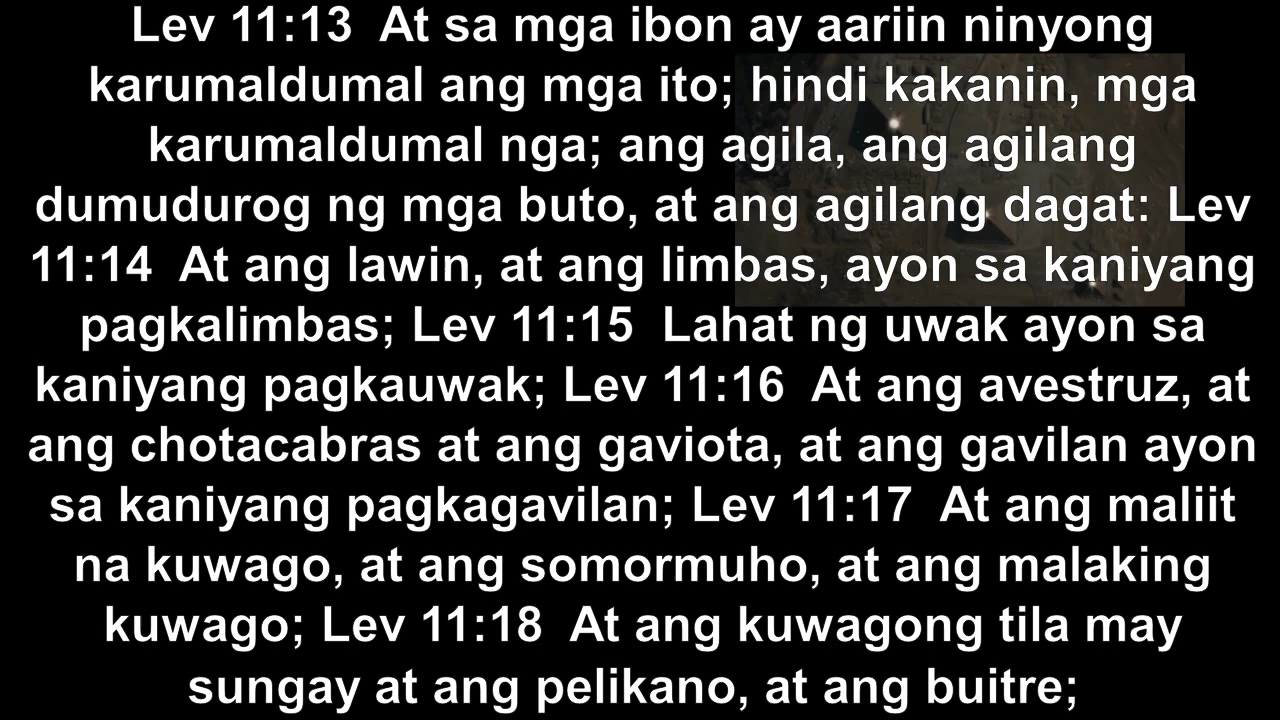 Lev 11:13  At sa mga ibon ay aariin ninyong
karumaldumal ang mga ito; hindi kakanin, mga
karumaldumal nga; ang agila, ang agilang
dumudurog ng mga buto, at ang agilang dagat: Lev
11:14  At ang lawin, at ang limbas, ayon sa kaniyang
pagkalimbas; Lev 11:15  Lahat ng uwak ayon sa
kaniyang pagkauwak; Lev 11:16  At ang avestruz, at
ang chotacabras at ang gaviota, at ang gavilan ayon
sa kaniyang pagkagavilan; Lev 11:17  At ang maliit
na kuwago, at ang somormuho, at ang malaking
kuwago; Lev 11:18  At ang kuwagong tila may
sungay at ang pelikano, at ang buitre;